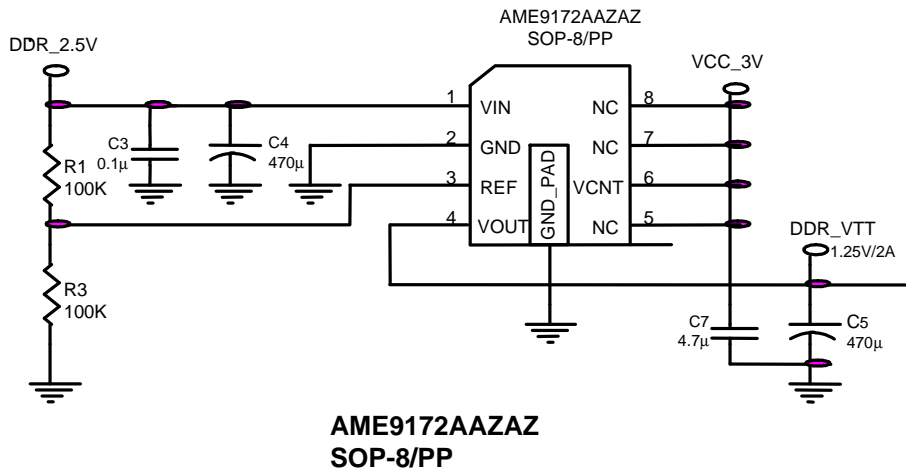 AME9172AAZAZ
SOP-8/PP
DDR_2.5V
VCC_3V
1
VIN
NC
8
C3
0.1μ
C4
470μ
2
GND
NC
7
R1
100K
3
REF
VCNT
6
4
VOUT
GND_PAD
NC
5
DDR_VTT
1.25V/2A
R3
100K
C7
4.7μ
C5
470μ
AME9172AAZAZ
SOP-8/PP